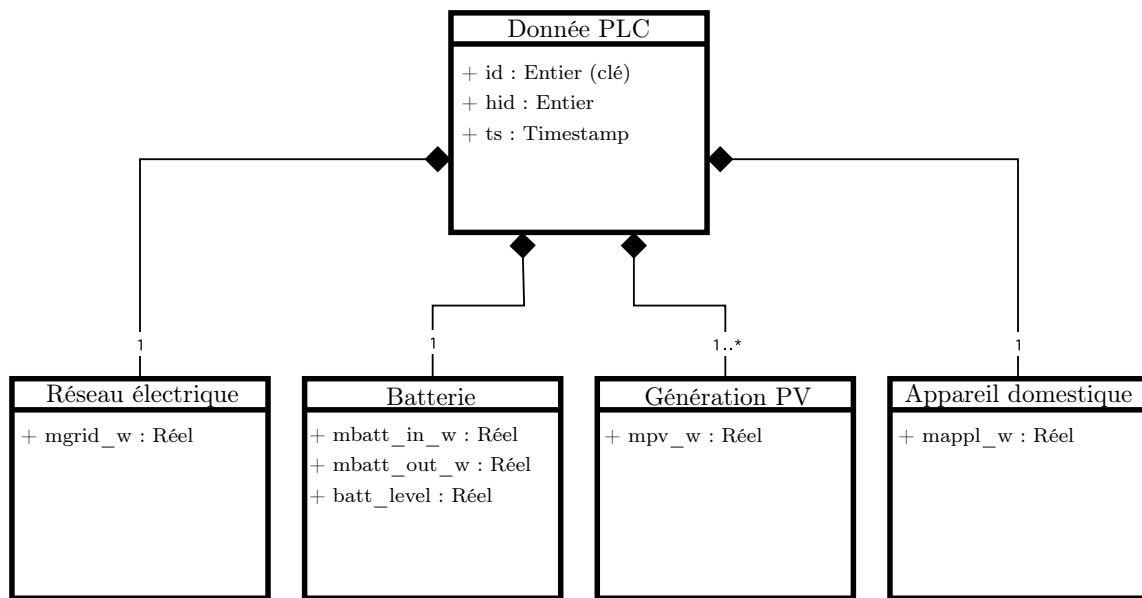 Donnée PLC
+ id : Entier (clé)
+ hid : Entier
+ ts : Timestamp
1
1
1..*
1
Réseau électrique
+ mgrid_w : Réel
Batterie
+ mbatt_in_w : Réel
+ mbatt_out_w : Réel
+ batt_level : Réel
Génération PV
+ mpv_w : Réel
Appareil domestique
+ mappl_w : Réel